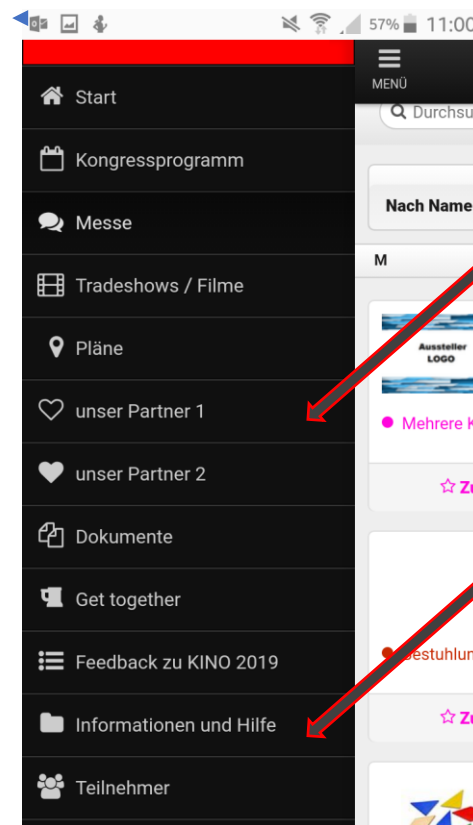 57% 11:00
Start
Kongressprogramm
Messe
Tradeshows / Filme
Pläne
unser Partner 1
unser Partner 2
Dokumente
Get together
Feedback zu KINO 2019
Informationen und Hilfe
Teilnehmer
MENÜ
Nach Name
M
Aussteller
LOGO
Mehrere